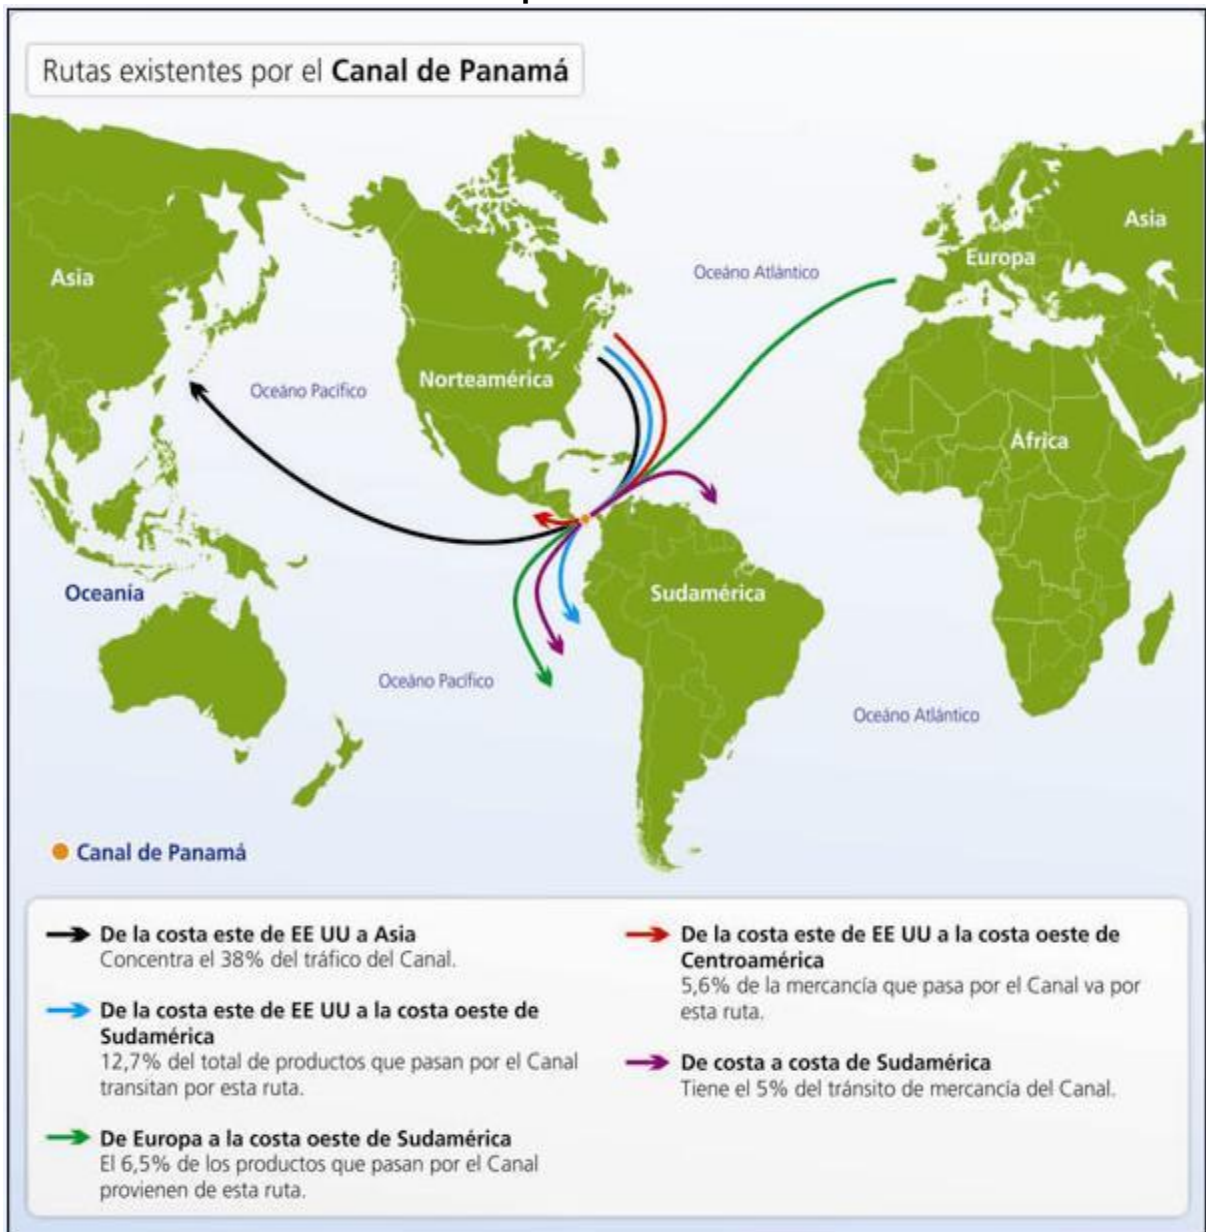 Rutas existentes por el Canal de Panamá
Asia
Europa
Asia
Oceáno Atlántico
Norteamérica
Oceáno Pacífico
África
Oceanía
Sudamérica
Oceáno Pacífico
Oceáno Atlántico
Canal de Panamá
De la costa este de EE UU a Asia
Concentra el 38% del tráfico del Canal.
De la costa este de EE UU a la costa oeste de
Sudamérica
12,7% del total de productos que pasan por el Canal
transitan por esta ruta.
De Europa a la costa oeste de Sudamérica
El 6,5% de los productos que pasan por el Canal
provienen de esta ruta.
De la costa este de EE UU a la costa oeste de
Centroamérica
5,6% de la mercancía que pasa por el Canal va por
esta ruta.
De costa a costa de Sudamérica
Tiene el 5% del tránsito de mercancía del Canal.